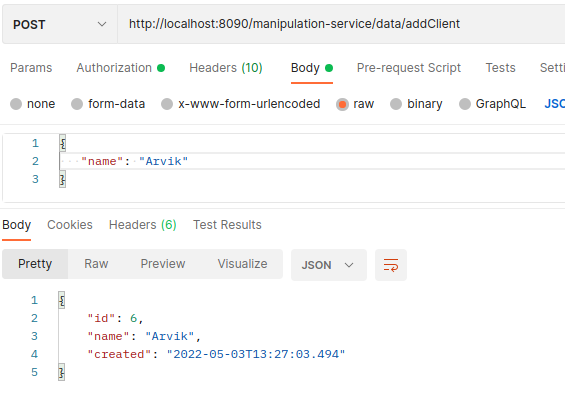 POST http://localhost:8090/manipulation-service/data/addClient
Params Authorization Headers (10) Body Pre-request Script Tests Setti
none form-data x-www-form-urlencoded raw binary GraphQL JSO
1 {
2 "name": "Arvik"
3 }
Body Cookies Headers (6) Test Results
Pretty Raw Preview Visualize JSON
1 {
2 "id": 6,
3 "name": "Arvik",
4 "created": "2022-05-03T13:27:03.494"
5 }